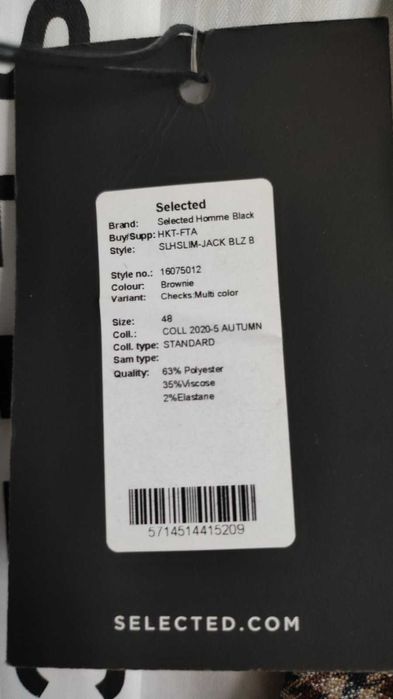 Selected
Brand: Selected Homme Black
Buy/Supp: HKT-FTA
Style: SLHSLIM-JACK BLZ B
Style no.: 16075012
Colour: Brownie
Variant: Checks:Multi color
Size: 48
Coll.: COLL 2020-5 AUTUMN
Coll. type: STANDARD
Sam type:
Quality: 63% Polyester
35%Viscose
2%Elastane
5714514415209
SELECTED.COM